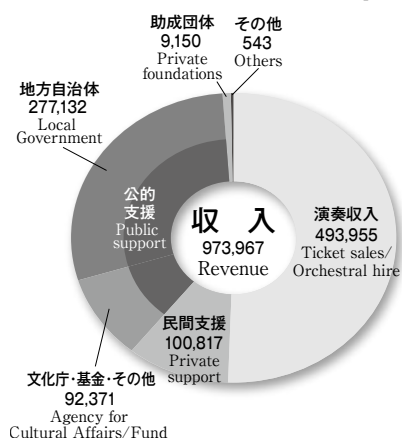 助成団体
9,150
Private
foundations
その他
543
Others
地方自治体
277,132
Local
Government
公的
支援
Public
support
収 入
973,967
Revenue
演奏収入
493,955
Ticket sales/
Orchestral hire
民間支援
100,817
Private
support
文化庁・基金・その他
92,371
Agency for
Cultural Affairs/Fund